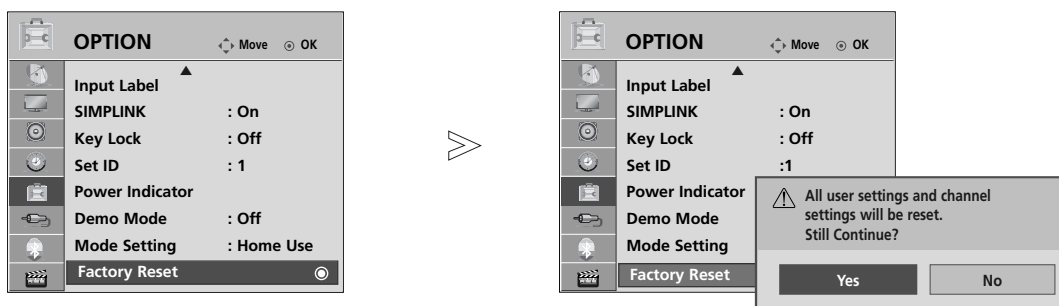 OPTION Move OK
Input Label
SIMPLINK : On
Key Lock : Off
Set ID : 1
Power Indicator
Demo Mode : Off
Mode Setting : Home Use
Factory Reset
OPTION Move OK
Input Label
SIMPLINK : On
Key Lock : Off
Set ID :1
Power Indicator
Demo Mode
Mode Setting
Factory Reset
All user settings and channel
settings will be reset.
Still Continue?
Yes No